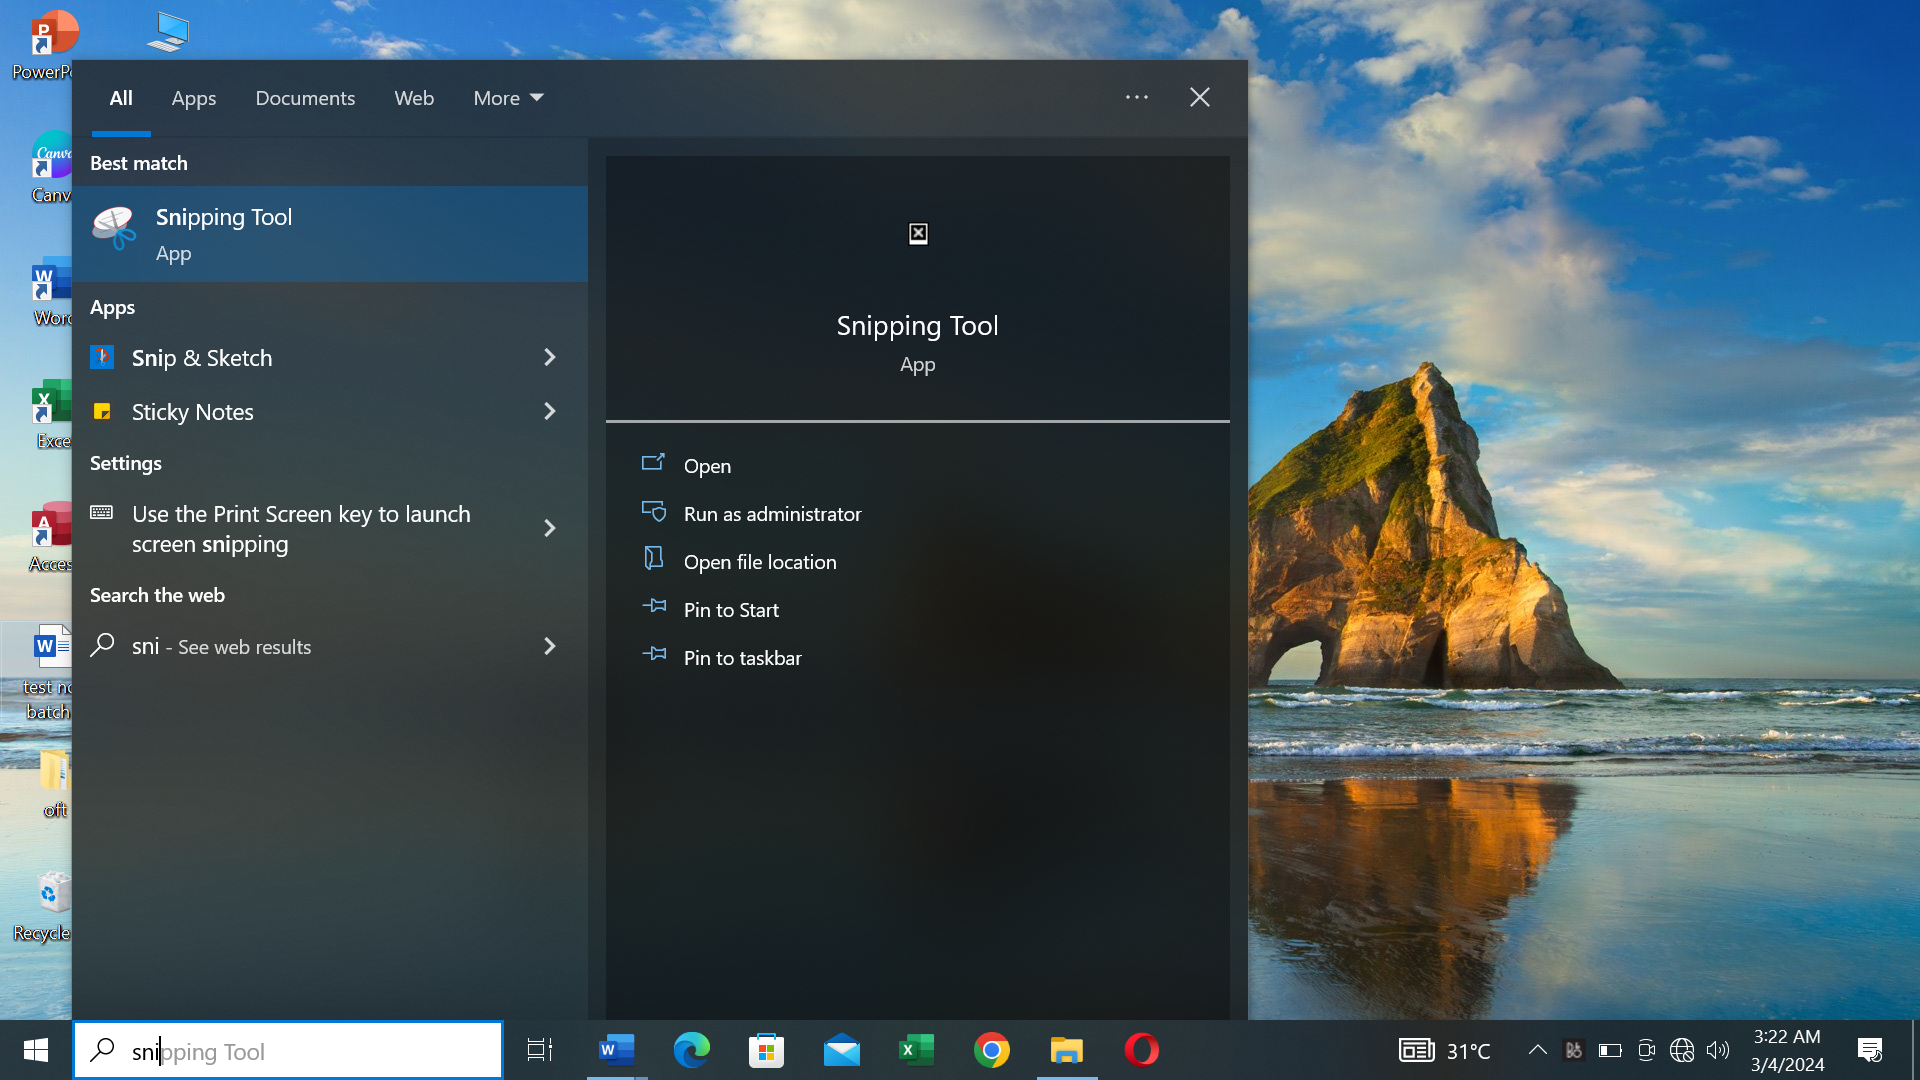 PowerPo
Canv
Word
Exce
Acces
test no
batch
oft
Recycle
All
Apps
Documents
Web
More
Best match
Snipping Tool
App
Apps
Snip & Sketch
Sticky Notes
Settings
Use the Print Screen key to launch
screen snipping
Search the web
sni - See web results
Snipping Tool
App
Open
Run as administrator
Open file location
Pin to Start
Pin to taskbar
snipping Tool
31°C
3:22 AM
3/4/2024